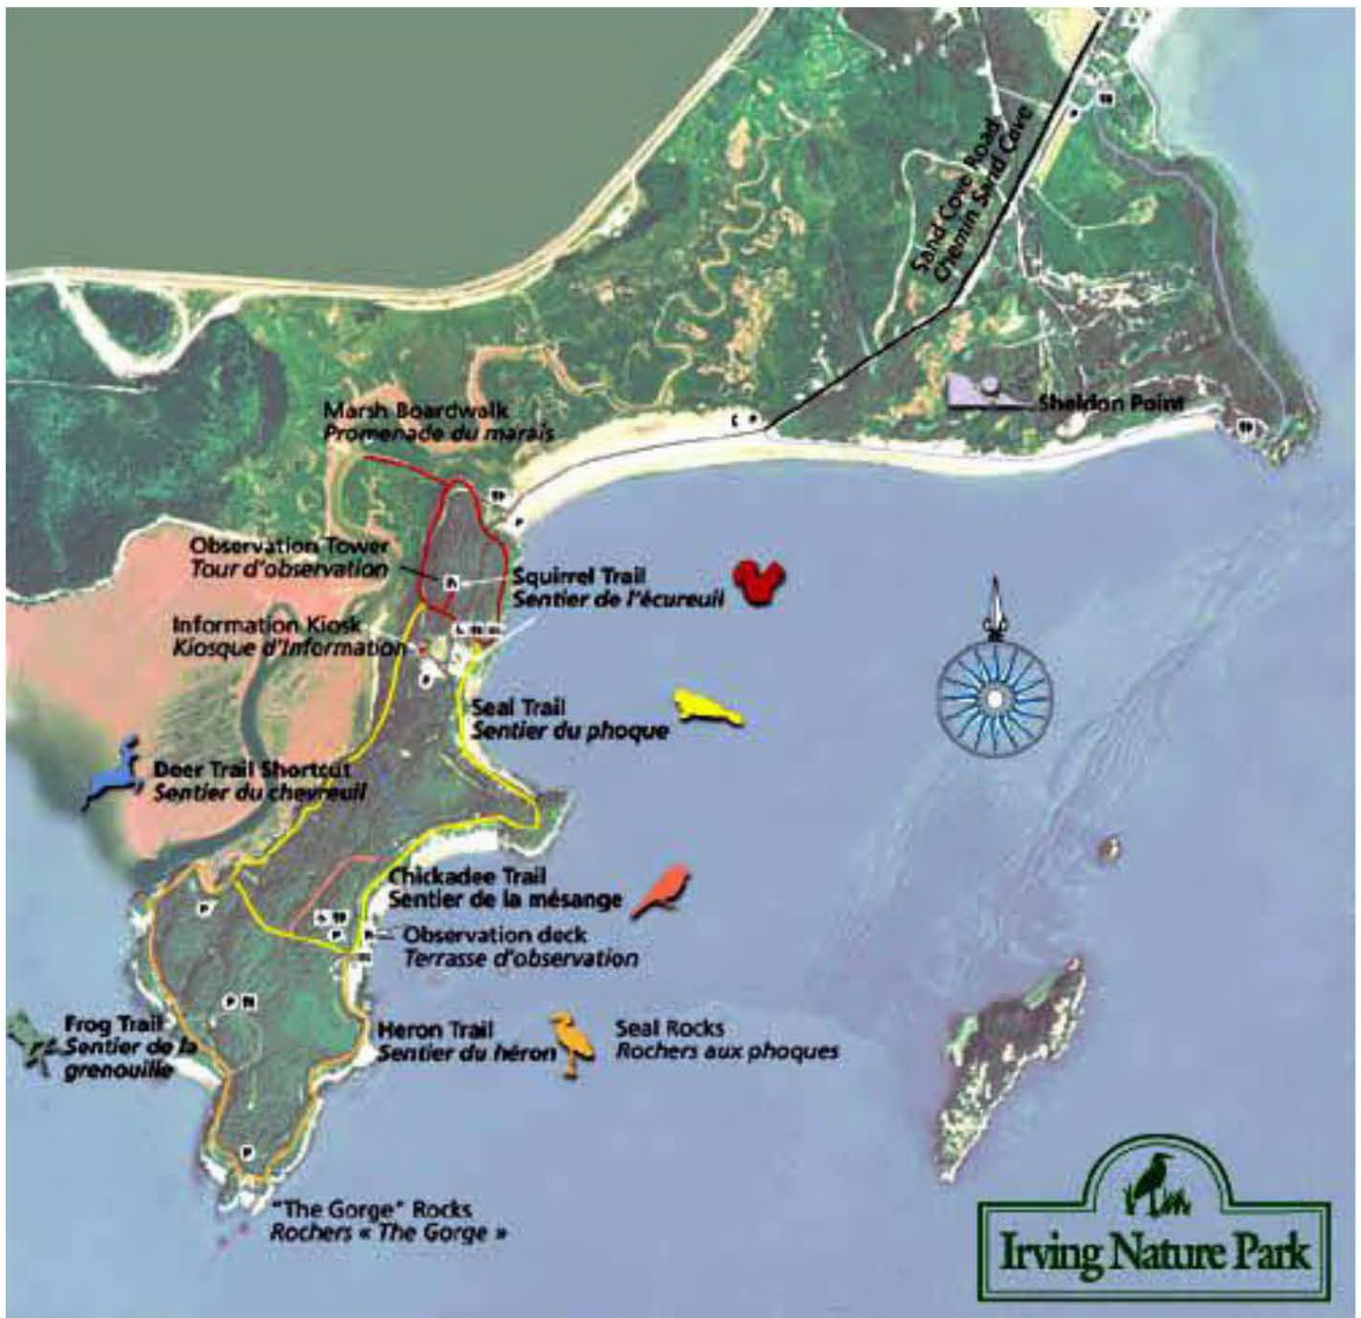 Sand Cove Road
Chemin Sand Cove
Sheldon Point
Marsh Boardwalk
Promenade du marais
Observation Tower
Tour d'observation
Squirrel Trail
Sentier de l'écureuil
Information Kiosk
Kiosque d'Information
Seal Trail
Sentier du phoque
Deer Trail Shortcut
Sentier du chevreuil
Chickadee Trail
Sentier de la mésange
Observation deck
Terrasse d'observation
Frog Trail
Sentier de la
grenouille
Heron Trail
Sentier du héron
Seal Rocks
Rochers aux phoques
"The Gorge" Rocks
Rochers « The Gorge »
Irving Nature Park